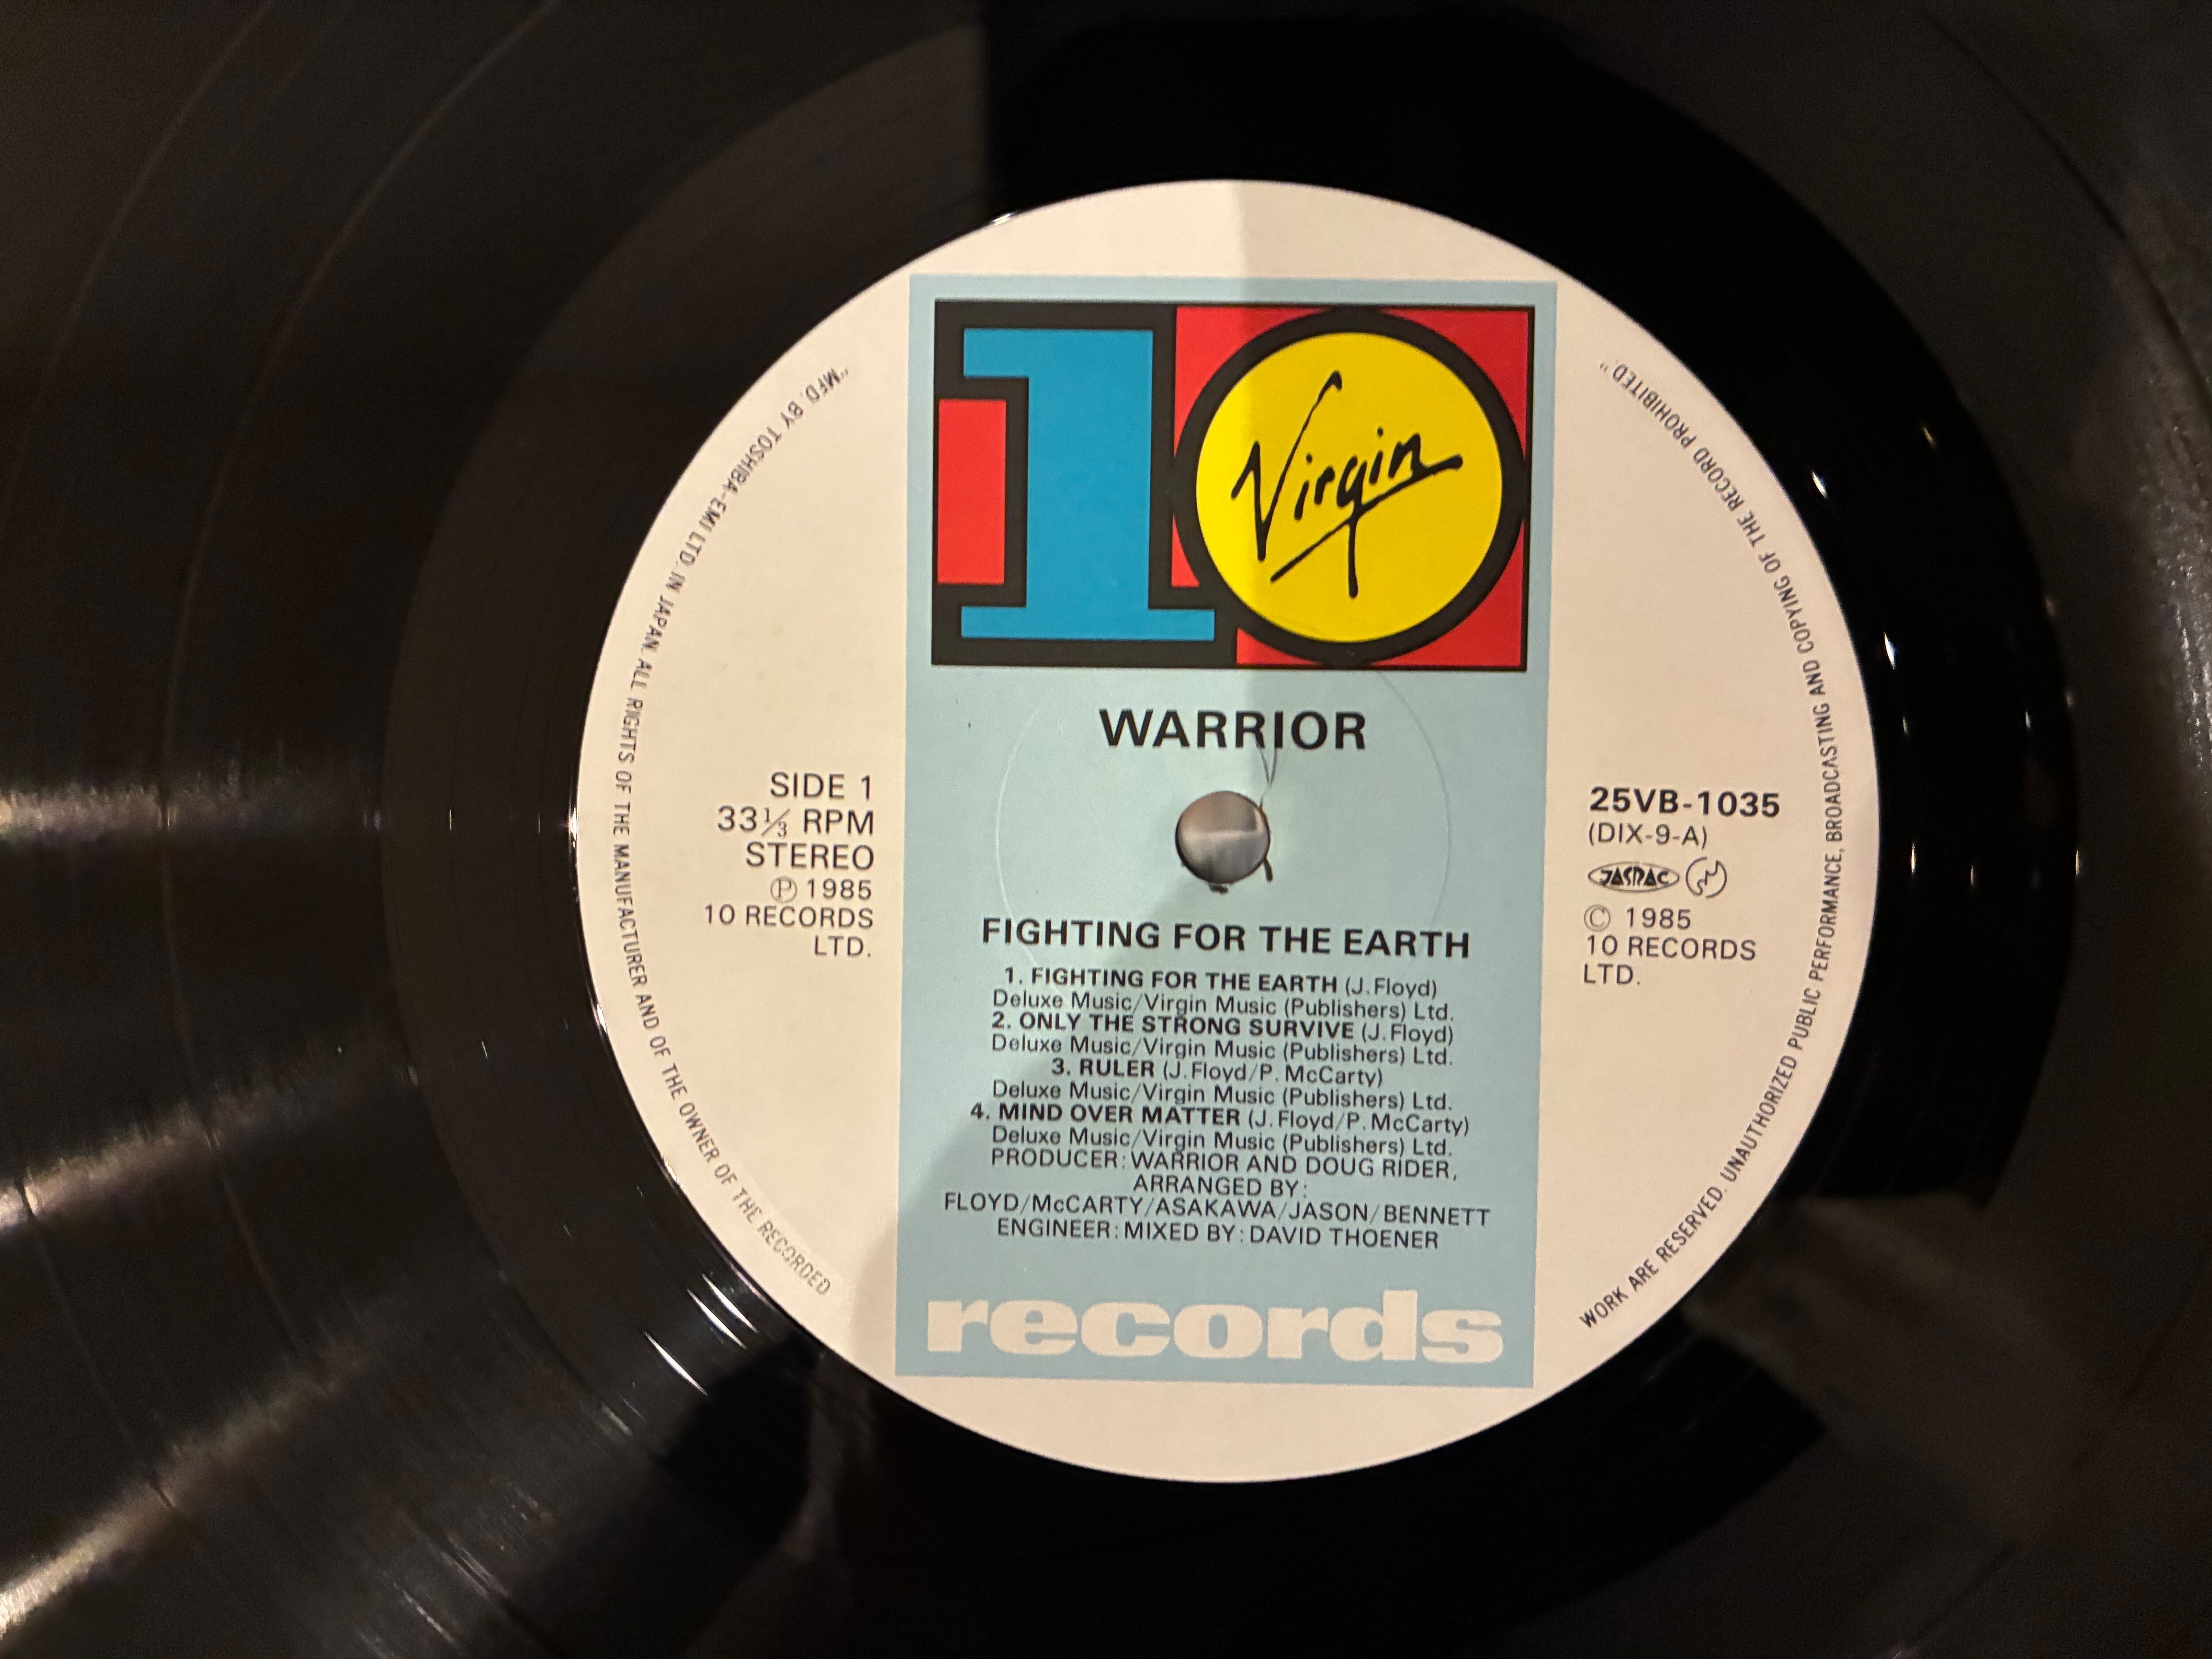 10
Virgin
WARRIOR
SIDE 1
33⅓ RPM
STEREO
Ⓟ 1985
10 RECORDS
LTD.
25VB-1035
(DIX-9-A)
JASRAC
© 1985
10 RECORDS
LTD.
FIGHTING FOR THE EARTH
1. FIGHTING FOR THE EARTH (J. Floyd)
Deluxe Music/Virgin Music (Publishers) Ltd.
2. ONLY THE STRONG SURVIVE (J. Floyd)
Deluxe Music/Virgin Music (Publishers) Ltd.
3. RULER (J. Floyd/P. McCarty)
Deluxe Music/Virgin Music (Publishers) Ltd.
4. MIND OVER MATTER (J. Floyd/P. McCarty)
Deluxe Music/Virgin Music (Publishers) Ltd.
PRODUCER: WARRIOR AND DOUG RIDER,
ARRANGED BY:
FLOYD/McCARTY/ASAKAWA/JASON/BENNETT
ENGINEER: MIXED BY: DAVID THOENER
records
"MFD. BY TOSHIBA-EMI LTD. IN JAPAN. ALL RIGHTS OF THE MANUFACTURER AND OF THE OWNER OF THE RECORDED
WORK ARE RESERVED. UNAUTHORIZED PUBLIC PERFORMANCE, BROADCASTING AND COPYING OF THE RECORD PROHIBITED."